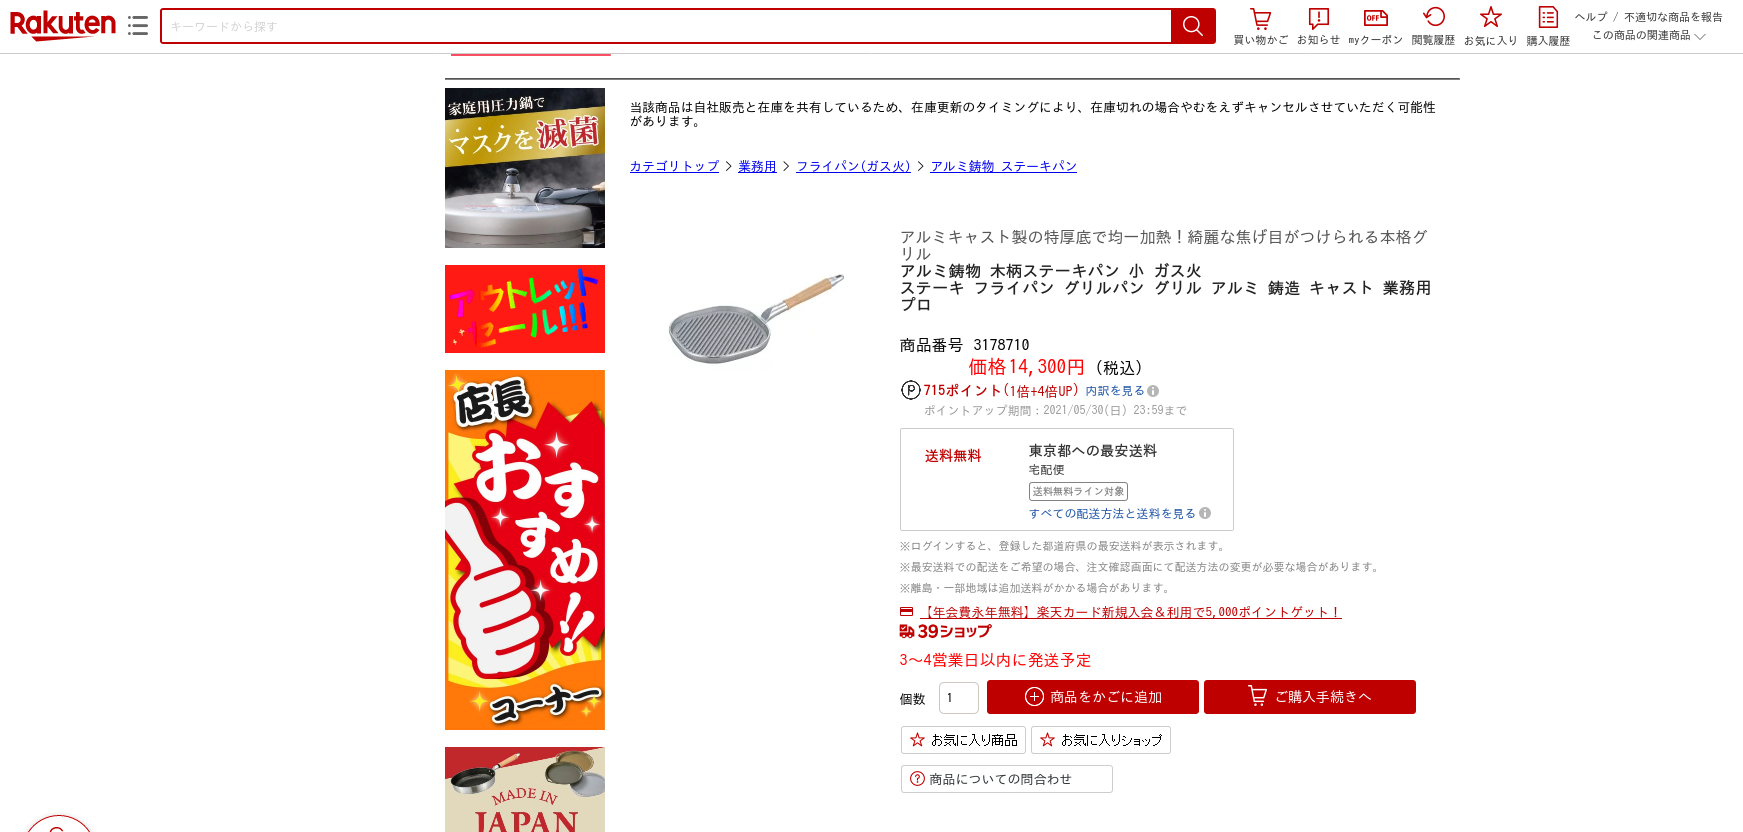 Rakuten
キーワードから探す
買い物かご
お知らせ
OFF
myクーポン
閲覧履歴
お気に入り
購入履歴
ヘルプ / 不適切な商品を報告
この商品の関連商品
家庭用圧力鍋で
マスクを滅菌
アウトレット
セール!!!
店長
おすすめ!!
コーナー
MADE IN
JAPAN
当該商品は自社販売と在庫を共有しているため、在庫更新のタイミングにより、在庫切れの場合やむをえずキャンセルさせていただく可能性
があります。
カテゴリトップ > 業務用 > フライパン(ガス火) > アルミ鋳物 ステーキパン
アルミキャスト製の特厚底で均一加熱！綺麗な焦げ目がつけられる本格グ
リル
アルミ鋳物 木柄ステーキパン 小 ガス火
ステーキ フライパン グリルパン グリル アルミ 鋳造 キャスト 業務用
プロ
商品番号 3178710
価格14,300円 (税込)
P 715ポイント(1倍+4倍UP) 内訳を見る
ポイントアップ期間：2021/05/30(日) 23:59まで
送料無料
東京都への最安送料
宅配便
送料無料ライン対象
すべての配送方法と送料を見る
※ログインすると、登録した都道府県の最安送料が表示されます。
※最安送料での配送をご希望の場合、注文確認画面にて配送方法の変更が必要な場合があります。
※離島・一部地域は追加送料がかかる場合があります。
【年会費永年無料】楽天カード新規入会＆利用で5,000ポイントゲット！
39ショップ
3～4営業日以内に発送予定
個数 1 商品をかごに追加 ご購入手続きへ
お気に入り商品 お気に入りショップ
商品についての問合わせ